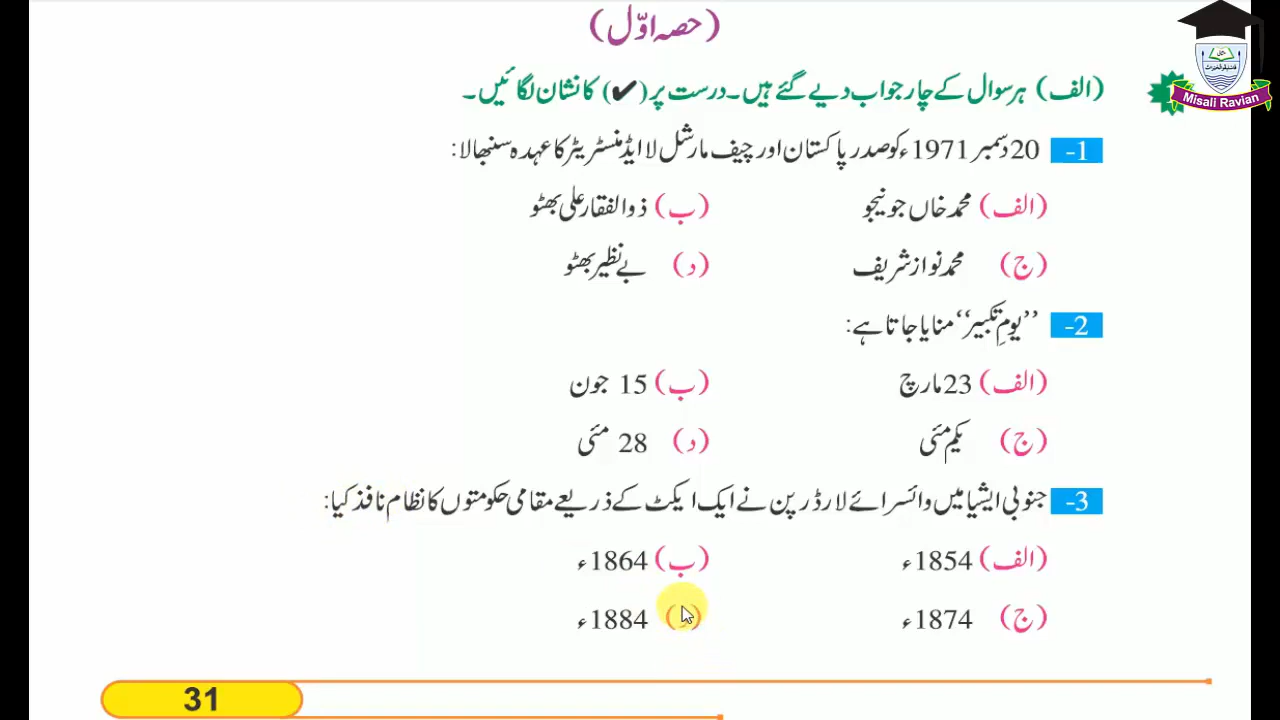 (حصہ اوّل)
(الف) ہر سوال کے چار جواب دیے گئے ہیں۔ درست پر (✔) کا نشان لگائیں۔
1- 20 دسمبر 1971ء کو صدر پاکستان اور چیف مارشل لا ایڈمنسٹریٹر کا عہدہ سنبھالا:
(الف) محمد خاں جونیجو (ب) ذوالفقار علی بھٹو
(ج) محمد نواز شریف (د) بے نظیر بھٹو
2- ’’یومِ تکبیر‘‘ منایا جاتا ہے:
(الف) 23 مارچ (ب) 15 جون
(ج) یکم مئی (د) 28 مئی
3- جنوبی ایشیا میں وائسرائے لارڈ رپن نے ایک ایکٹ کے ذریعے مقامی حکومتوں کا نظام نافذ کیا:
(الف) 1854ء (ب) 1864ء
(ج) 1874ء (د) 1884ء
31
Misali Ravian